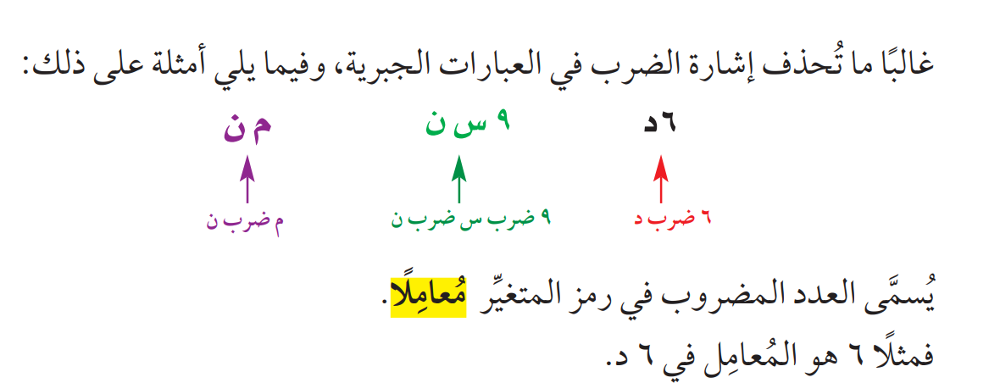 غالبًا ما تُحذف إشارة الضرب في العبارات الجبرية، وفيما يلي أمثلة على ذلك:
٦د ٩ س ن م ن
٦ ضرب د ٩ ضرب س ضرب ن م ضرب ن
يُسمَّى العدد المضروب في رمز المتغيِّر مُعامِلًا.
فمثلًا ٦ هو المُعامِل في ٦ د.